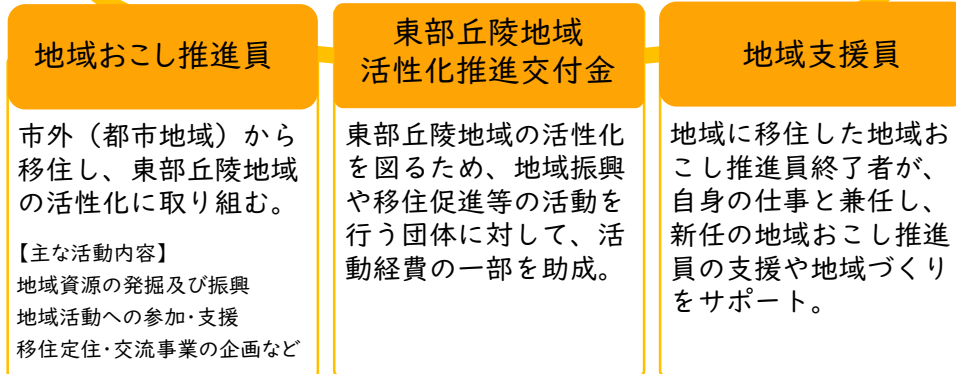 地域おこし推進員
市外（都市地域）から
移住し、東部丘陵地域
の活性化に取り組む。
【主な活動内容】
地域資源の発掘及び振興
地域活動への参加・支援
移住定住・交流事業の企画など
東部丘陵地域
活性化推進交付金
東部丘陵地域の活性化
を図るため、地域振興
や移住促進等の活動を
行う団体に対して、活
動経費の一部を助成。
地域支援員
地域に移住した地域お
こし推進員終了者が、
自身の仕事と兼任し、
新任の地域おこし推進
員の支援や地域づくり
をサポート。